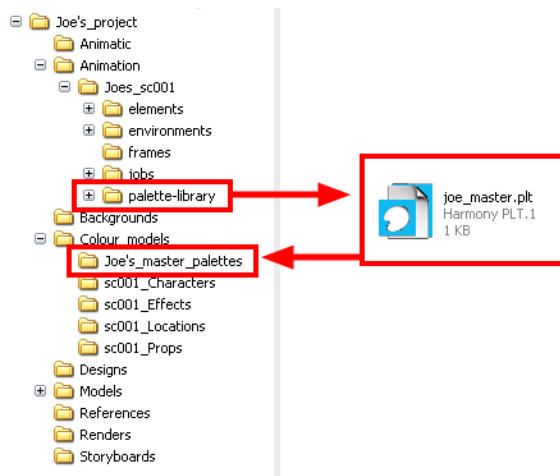 Joe's_project
Animatic
Animation
Joes_sc001
elements
environments
frames
jobs
palette-library
Backgrounds
Colour_models
Joe's_master_palettes
sc001_Characters
sc001_Effects
sc001_Locations
sc001_Props
Designs
Models
References
Renders
Storyboards
joe_master.plt
Harmony PLT.1
1 KB